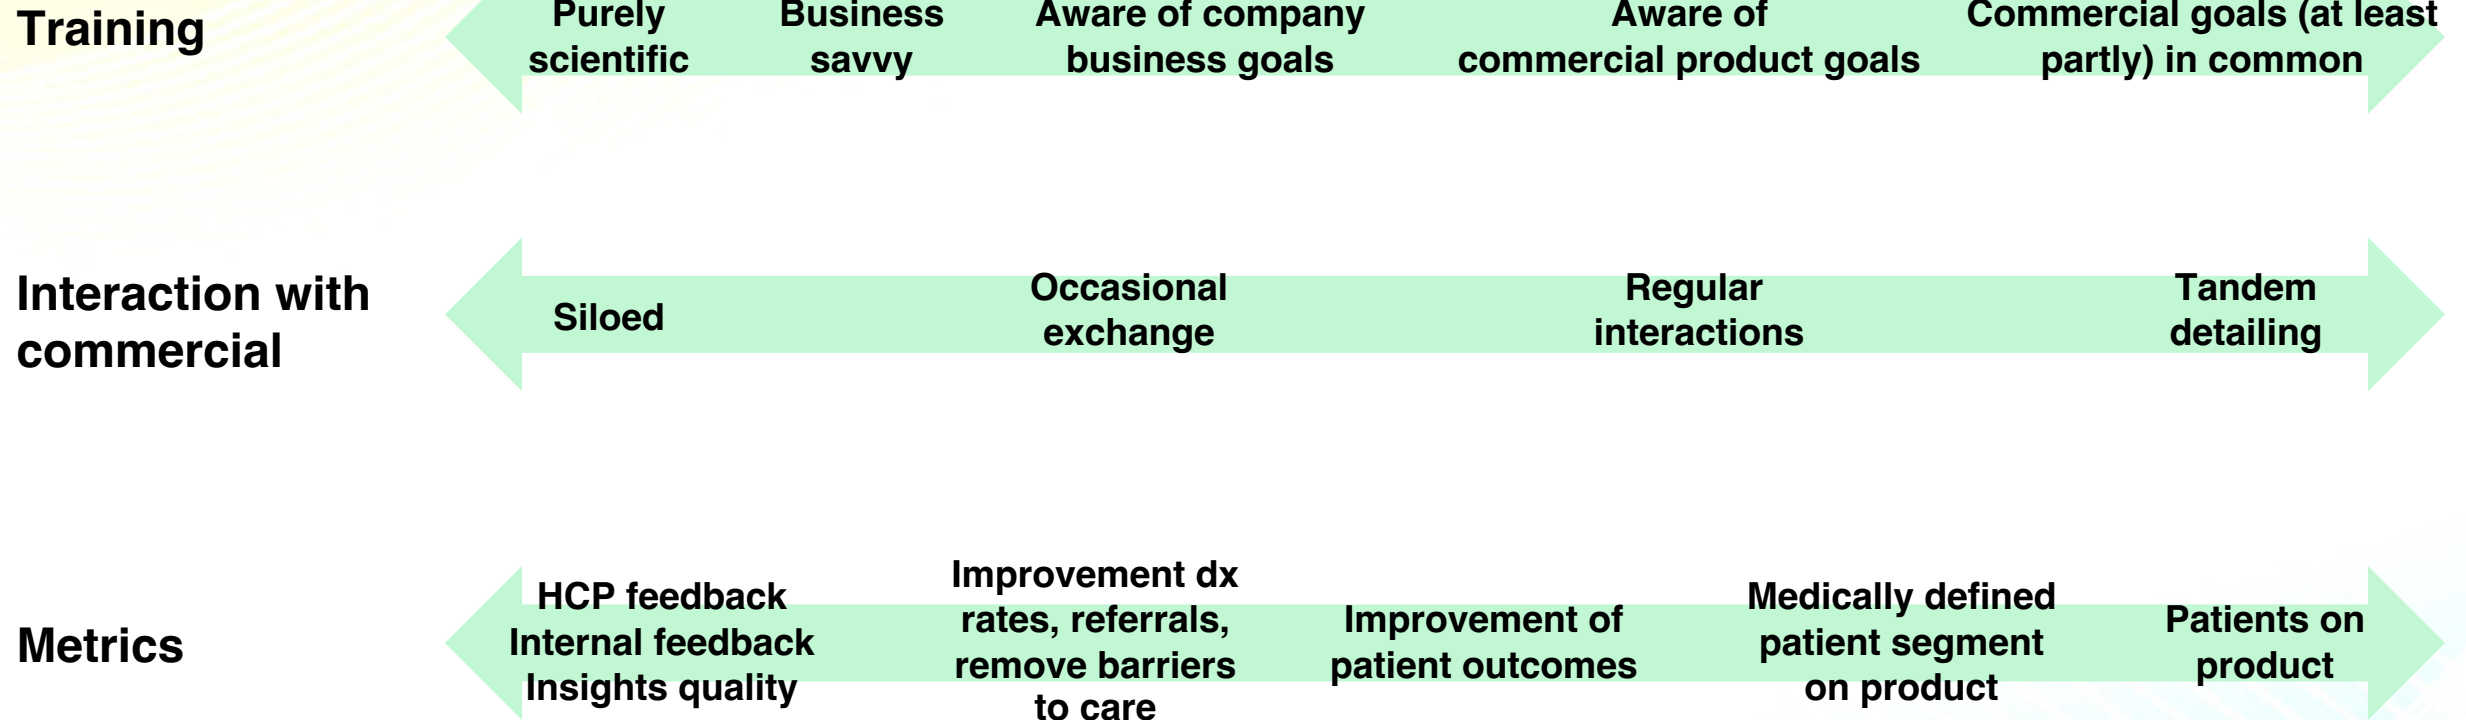 Training
Purely
scientific
Business
savvy
Aware of company
business goals
Aware of
commercial product goals
Commercial goals (at least
partly) in common
Interaction with
commercial
Siloed
Occasional
exchange
Regular
interactions
Tandem
detailing
Metrics
HCP feedback
Internal feedback
Insights quality
Improvement dx
rates, referrals,
remove barriers
to care
Improvement of
patient outcomes
Medically defined
patient segment
on product
Patients on
product